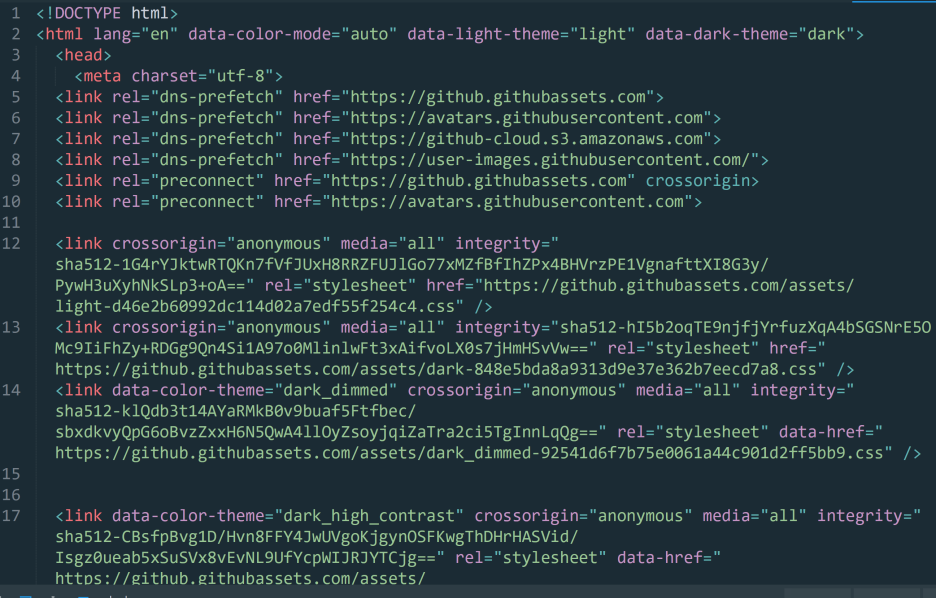 1 <!DOCTYPE html>
2 <html lang="en" data-color-mode="auto" data-light-theme="light" data-dark-theme="dark">
3 <head>
4 <meta charset="utf-8">
5 <link rel="dns-prefetch" href="https://github.githubassets.com">
6 <link rel="dns-prefetch" href="https://avatars.githubusercontent.com">
7 <link rel="dns-prefetch" href="https://github-cloud.s3.amazonaws.com">
8 <link rel="dns-prefetch" href="https://user-images.githubusercontent.com/">
9 <link rel="preconnect" href="https://github.githubassets.com" crossorigin>
10 <link rel="preconnect" href="https://avatars.githubusercontent.com">
11
12 <link crossorigin="anonymous" media="all" integrity="
sha512-1G4rYJktwRTQKn7fVfJUxH8RRZFUJlGo77xMZfBfIhZPx4BHVrzPE1VgnafttXI8G3y/
PywH3uXyhNkSLp3+oA==" rel="stylesheet" href="https://github.githubassets.com/assets/
light-d46e2b60992dc114d02a7edf55f254c4.css" />
13 <link crossorigin="anonymous" media="all" integrity="sha512-hI5b2oqTE9njfjYrfuzXqA4bSGSNrE5O
Mc9IiFhZy+RDGg9Qn4Si1A97o0MlinlwFt3xAifvoLX0s7jHmHSvVw==" rel="stylesheet" href="
https://github.githubassets.com/assets/dark-848e5bda8a9313d9e37e362b7eecd7a8.css" />
14 <link data-color-theme="dark_dimmed" crossorigin="anonymous" media="all" integrity="
sha512-klQdb3t14AYaRMkB0v9buaf5Ftfbec/
sbxdkvyQpG6oBvzZxxH6N5QwA4llOyZsoyjqiZaTra2ci5TgInnLqQg==" rel="stylesheet" data-href="
https://github.githubassets.com/assets/dark_dimmed-92541d6f7b75e0061a44c901d2ff5bb9.css" />
15
16
17 <link data-color-theme="dark_high_contrast" crossorigin="anonymous" media="all" integrity="
sha512-CBsfpBvg1D/Hvn8FFY4JwUVgoKjgynOSFKwgThDHrHASVid/
Isgz0ueab5xSuSVx8vEvNL9UfYcpWIJRJYTCjg==" rel="stylesheet" data-href="
https://github.githubassets.com/assets/